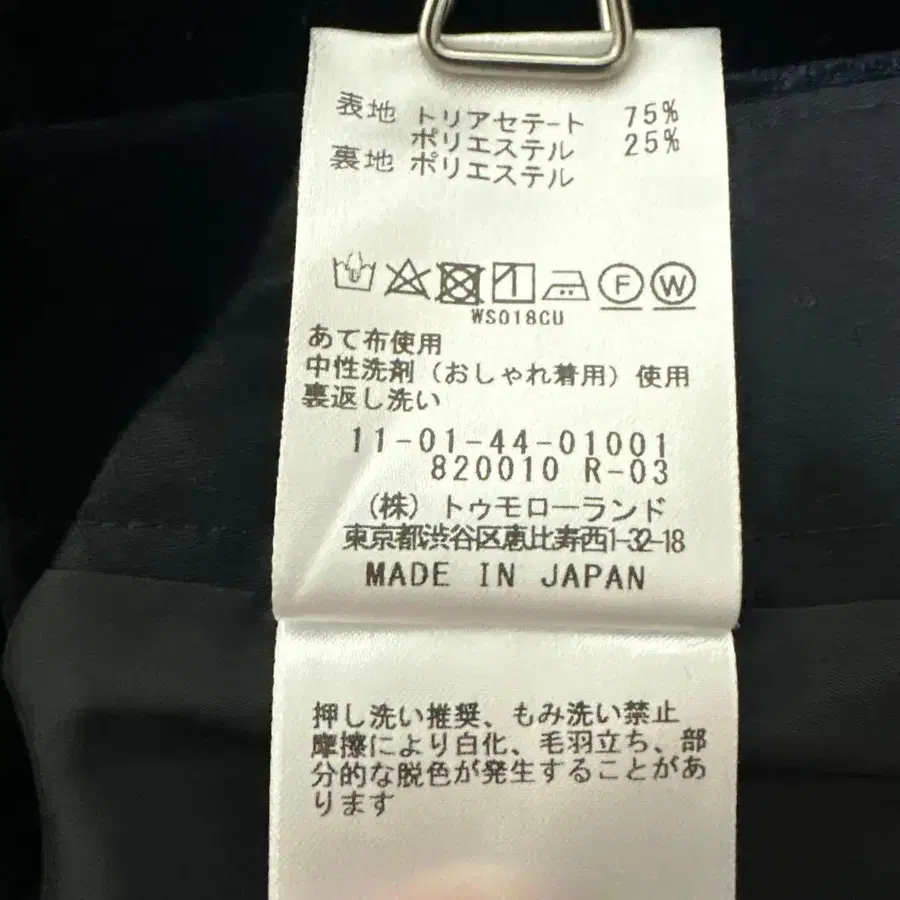 表地 トリアセテート 75%
ポリエステル 25%
裏地 ポリエステル
F W
WS018CU
あて布使用
中性洗剤（おしゃれ着用）使用
裏返し洗い
11-01-44-01001
820010 R-03
（株）トゥモローランド
東京都渋谷区恵比寿西1-32-18
MADE IN JAPAN
押し洗い推奨、もみ洗い禁止
摩擦により白化、毛羽立ち、部
分的な脱色が発生することがあ
ります